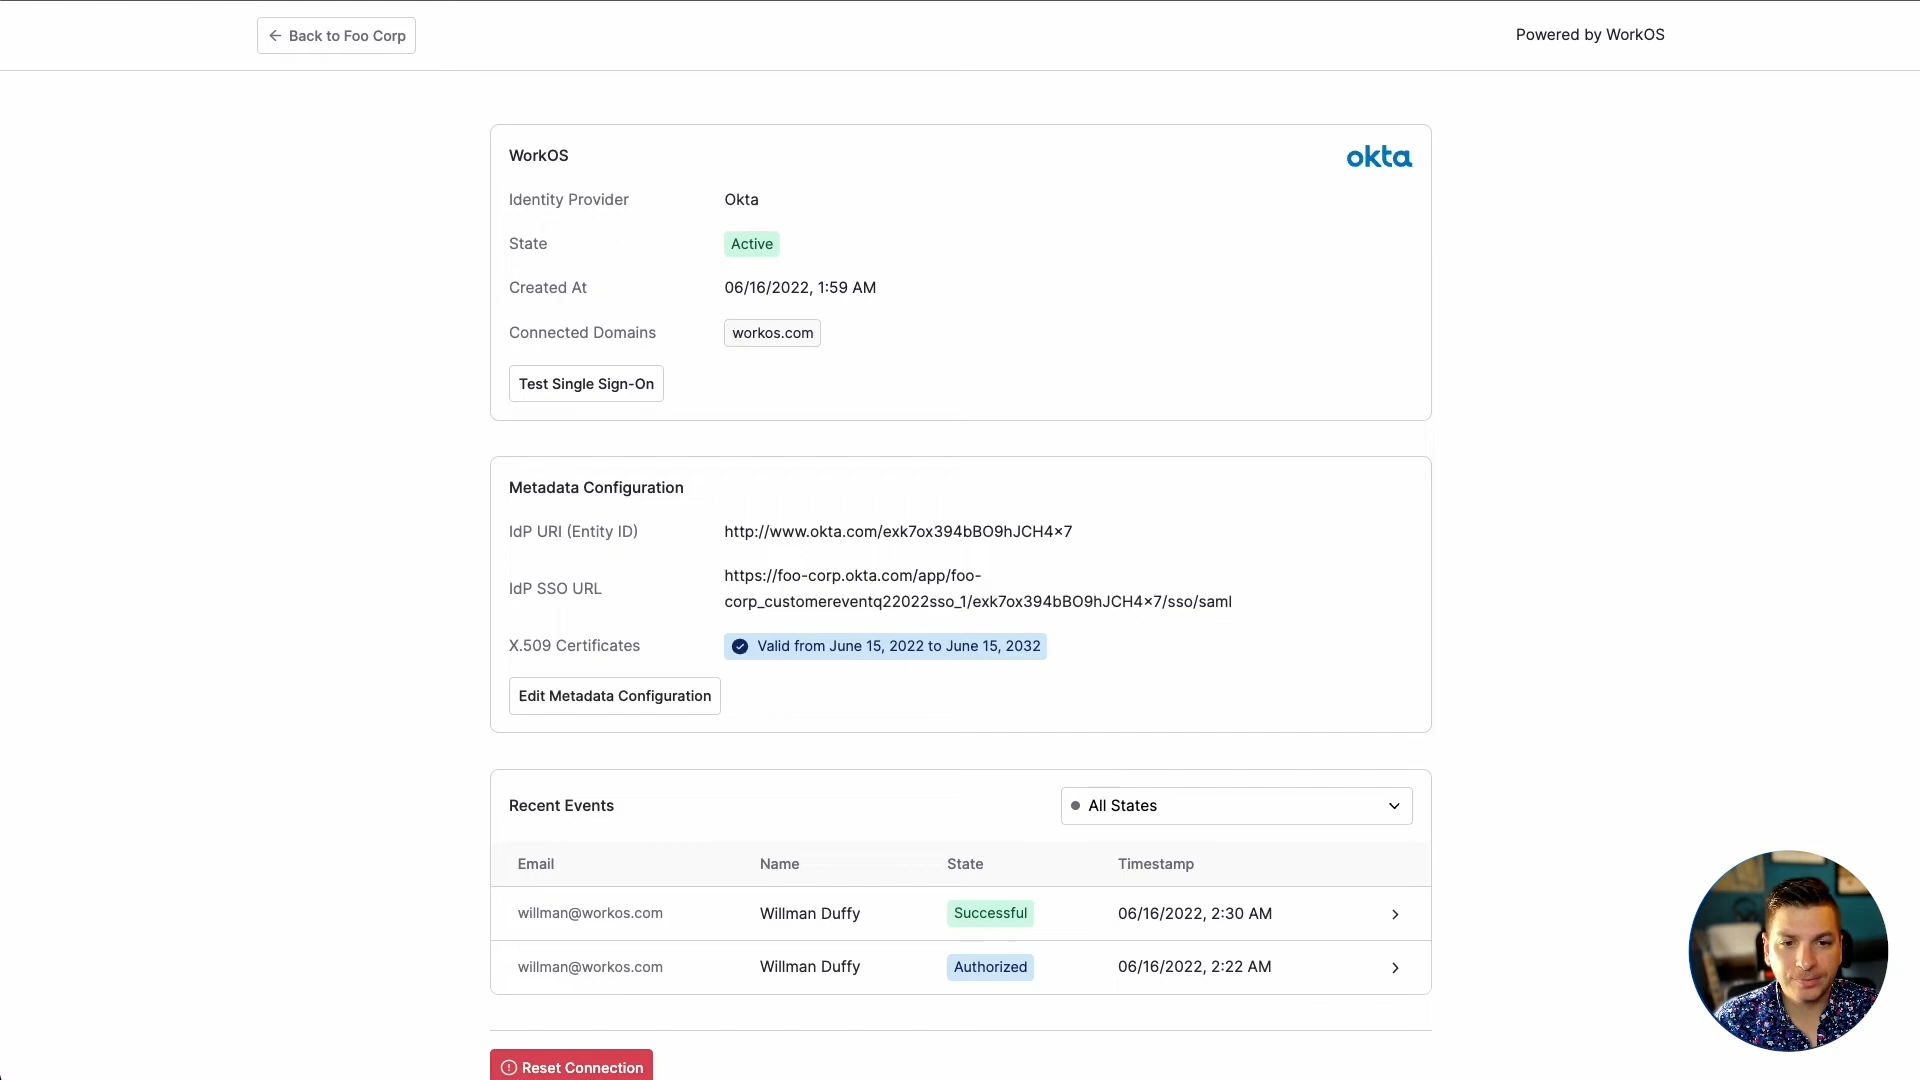 Back to Foo Corp
Powered by WorkOS
WorkOS
okta
Identity Provider Okta
State Active
Created At 06/16/2022, 1:59 AM
Connected Domains workos.com
Test Single Sign-On
Metadata Configuration
IdP URI (Entity ID) http://www.okta.com/exk7ox394bBO9hJCH4x7
IdP SSO URL https://foo-corp.okta.com/app/foo-
corp_customereventq22022sso_1/exk7ox394bBO9hJCH4x7/sso/saml
X.509 Certificates Valid from June 15, 2022 to June 15, 2032
Edit Metadata Configuration
Recent Events All States
Email Name State Timestamp
willman@workos.com Willman Duffy Successful 06/16/2022, 2:30 AM
willman@workos.com Willman Duffy Authorized 06/16/2022, 2:22 AM
Reset Connection